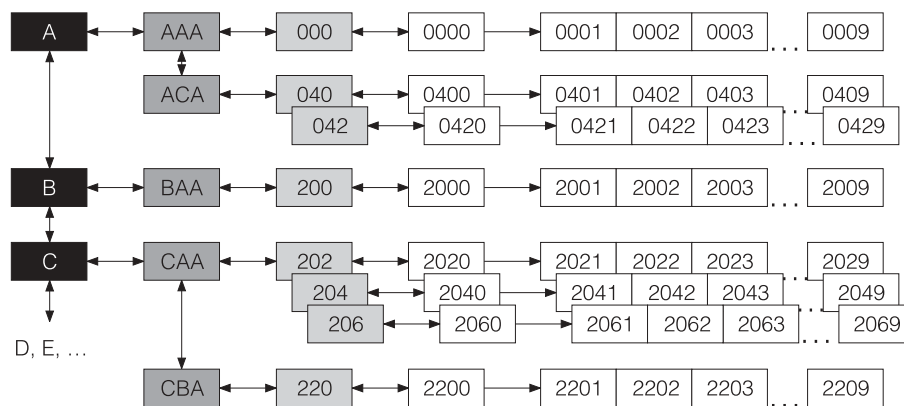 A AAA 000 0000 0001 0002 0003 ... 0009
ACA 040 0400 0401 0402 0403 ... 0409
042 0420 0421 0422 0423 ... 0429
B BAA 200 2000 2001 2002 2003 ... 2009
C CAA 202 2020 2021 2022 2023 ... 2029
204 2040 2041 2042 2043 ... 2049
206 2060 2061 2062 2063 ... 2069
D, E, ...
CBA 220 2200 2201 2202 2203 ... 2209